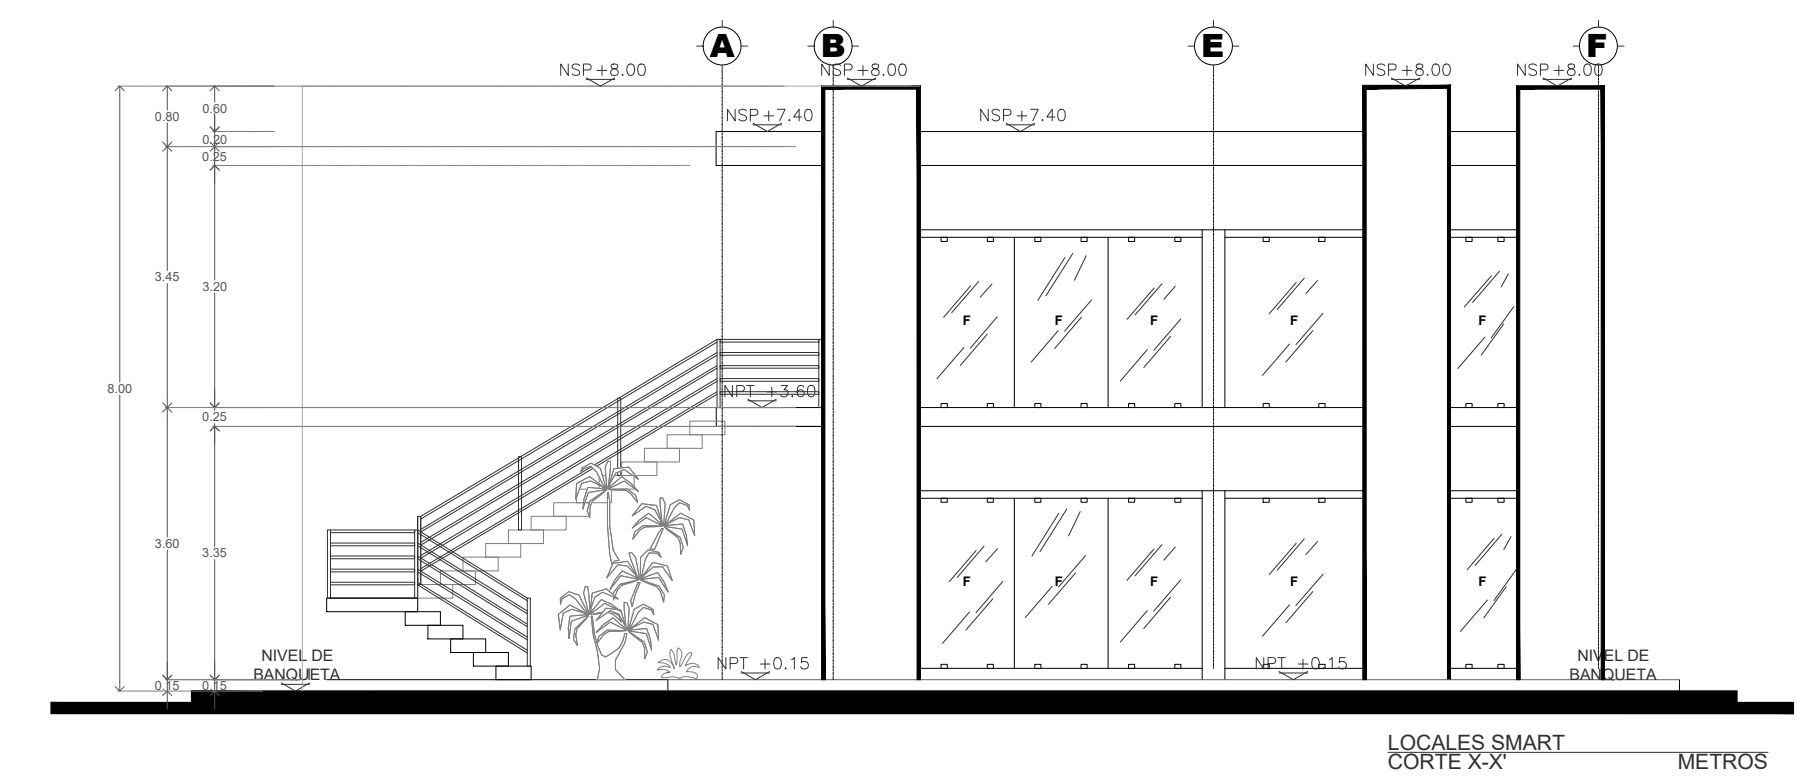 A B E F
NSP +8.00 NSP +8.00 NSP +8.00 NSP +8.00
NSP +7.40 NSP +7.40
0.80 0.60
0.20
0.25
3.45 3.20
F F F F F
8.00
NPT +3.60
0.25
3.60 3.35
F F F F F
NIVEL DE
BANQUETA
NPT +0.15 NPT +0.15
NIVEL DE
BANQUETA
0.15 0.15
LOCALES SMART
CORTE X-X' METROS